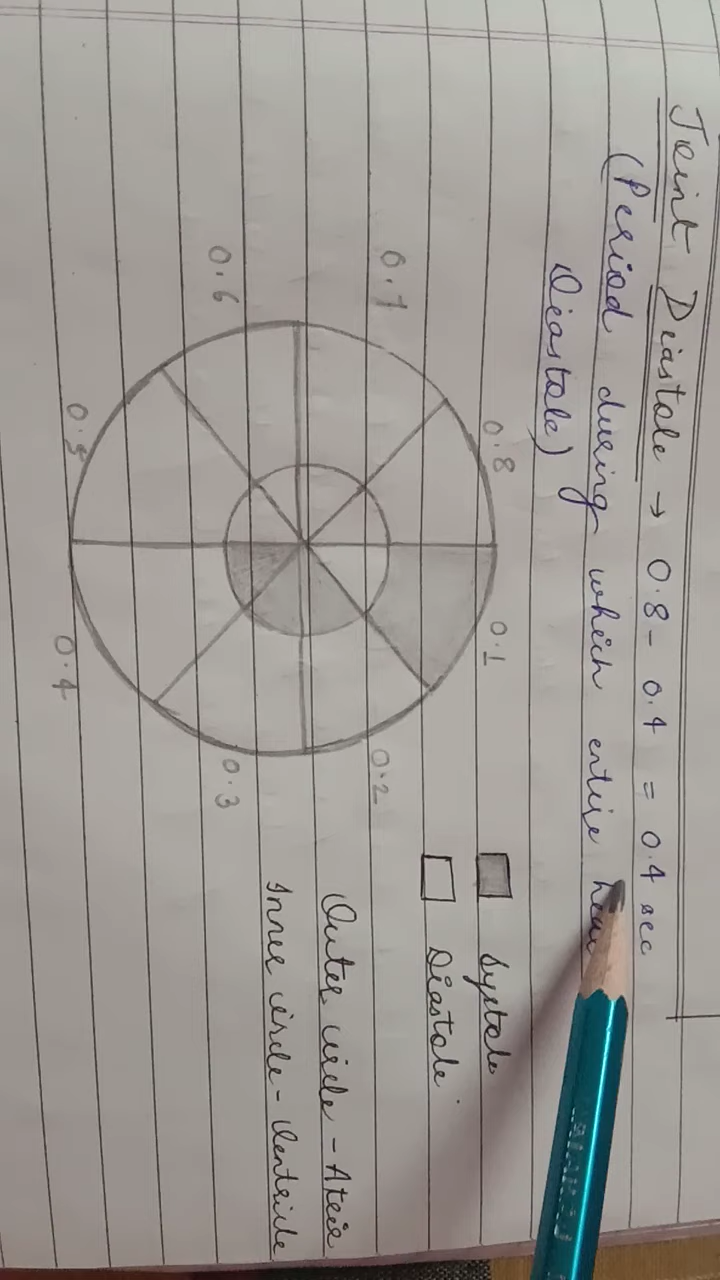 Joint Diastole → 0.8 - 0.4 = 0.4 sec
(Period during which entire
Diastole)
0.8
0.1
0.7
0.2
0.6
0.3
0.5
0.4
Systole
Diastole
Outer circle - Atria
Inner circle - Ventricle